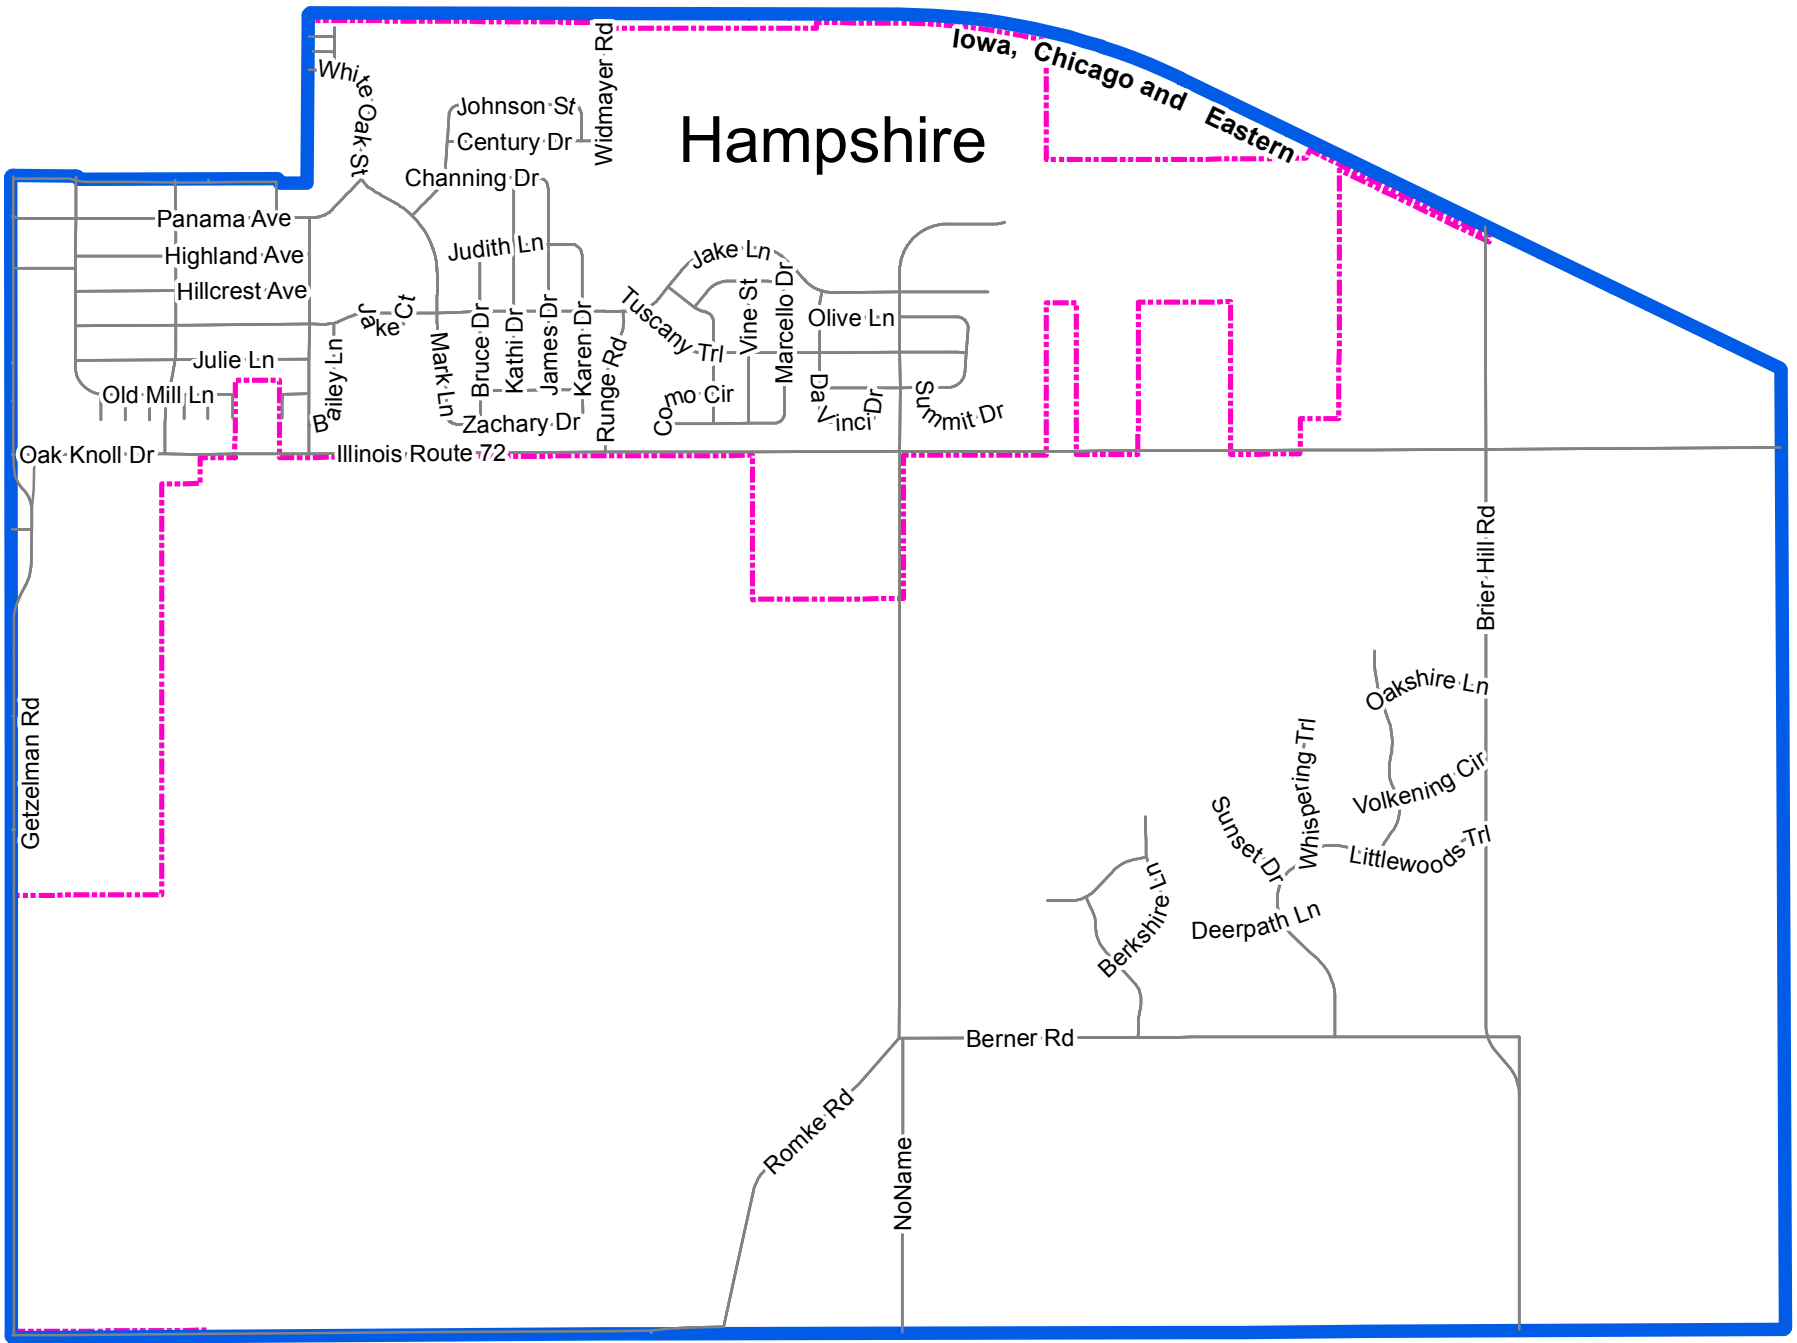 Iowa, Chicago and Eastern
Hampshire
White Oak St
Widmayer Rd
Johnson St
Century Dr
Channing Dr
Panama Ave
Highland Ave
Judith Ln
Jake Ln
Hillcrest Ave
Jake Ct
Tuscany Trl
Vine St
Marcello Dr
Olive Ln
Julie Ln
Bailey Ln
Mark Ln
Bruce Dr
Kathi Dr
James Dr
Karen Dr
Runge Rd
Old Mill Ln
Como Cir
Da Vinci Dr
Summit Dr
Zachary Dr
Oak Knoll Dr
Illinois Route 72
Brier Hill Rd
Oakshire Ln
Getzelman Rd
Whispering Trl
Volkening Cir
Sunset Dr
Littlewoods Trl
Berkshire Ln
Deerpath Ln
Berner Rd
Romke Rd
NoName